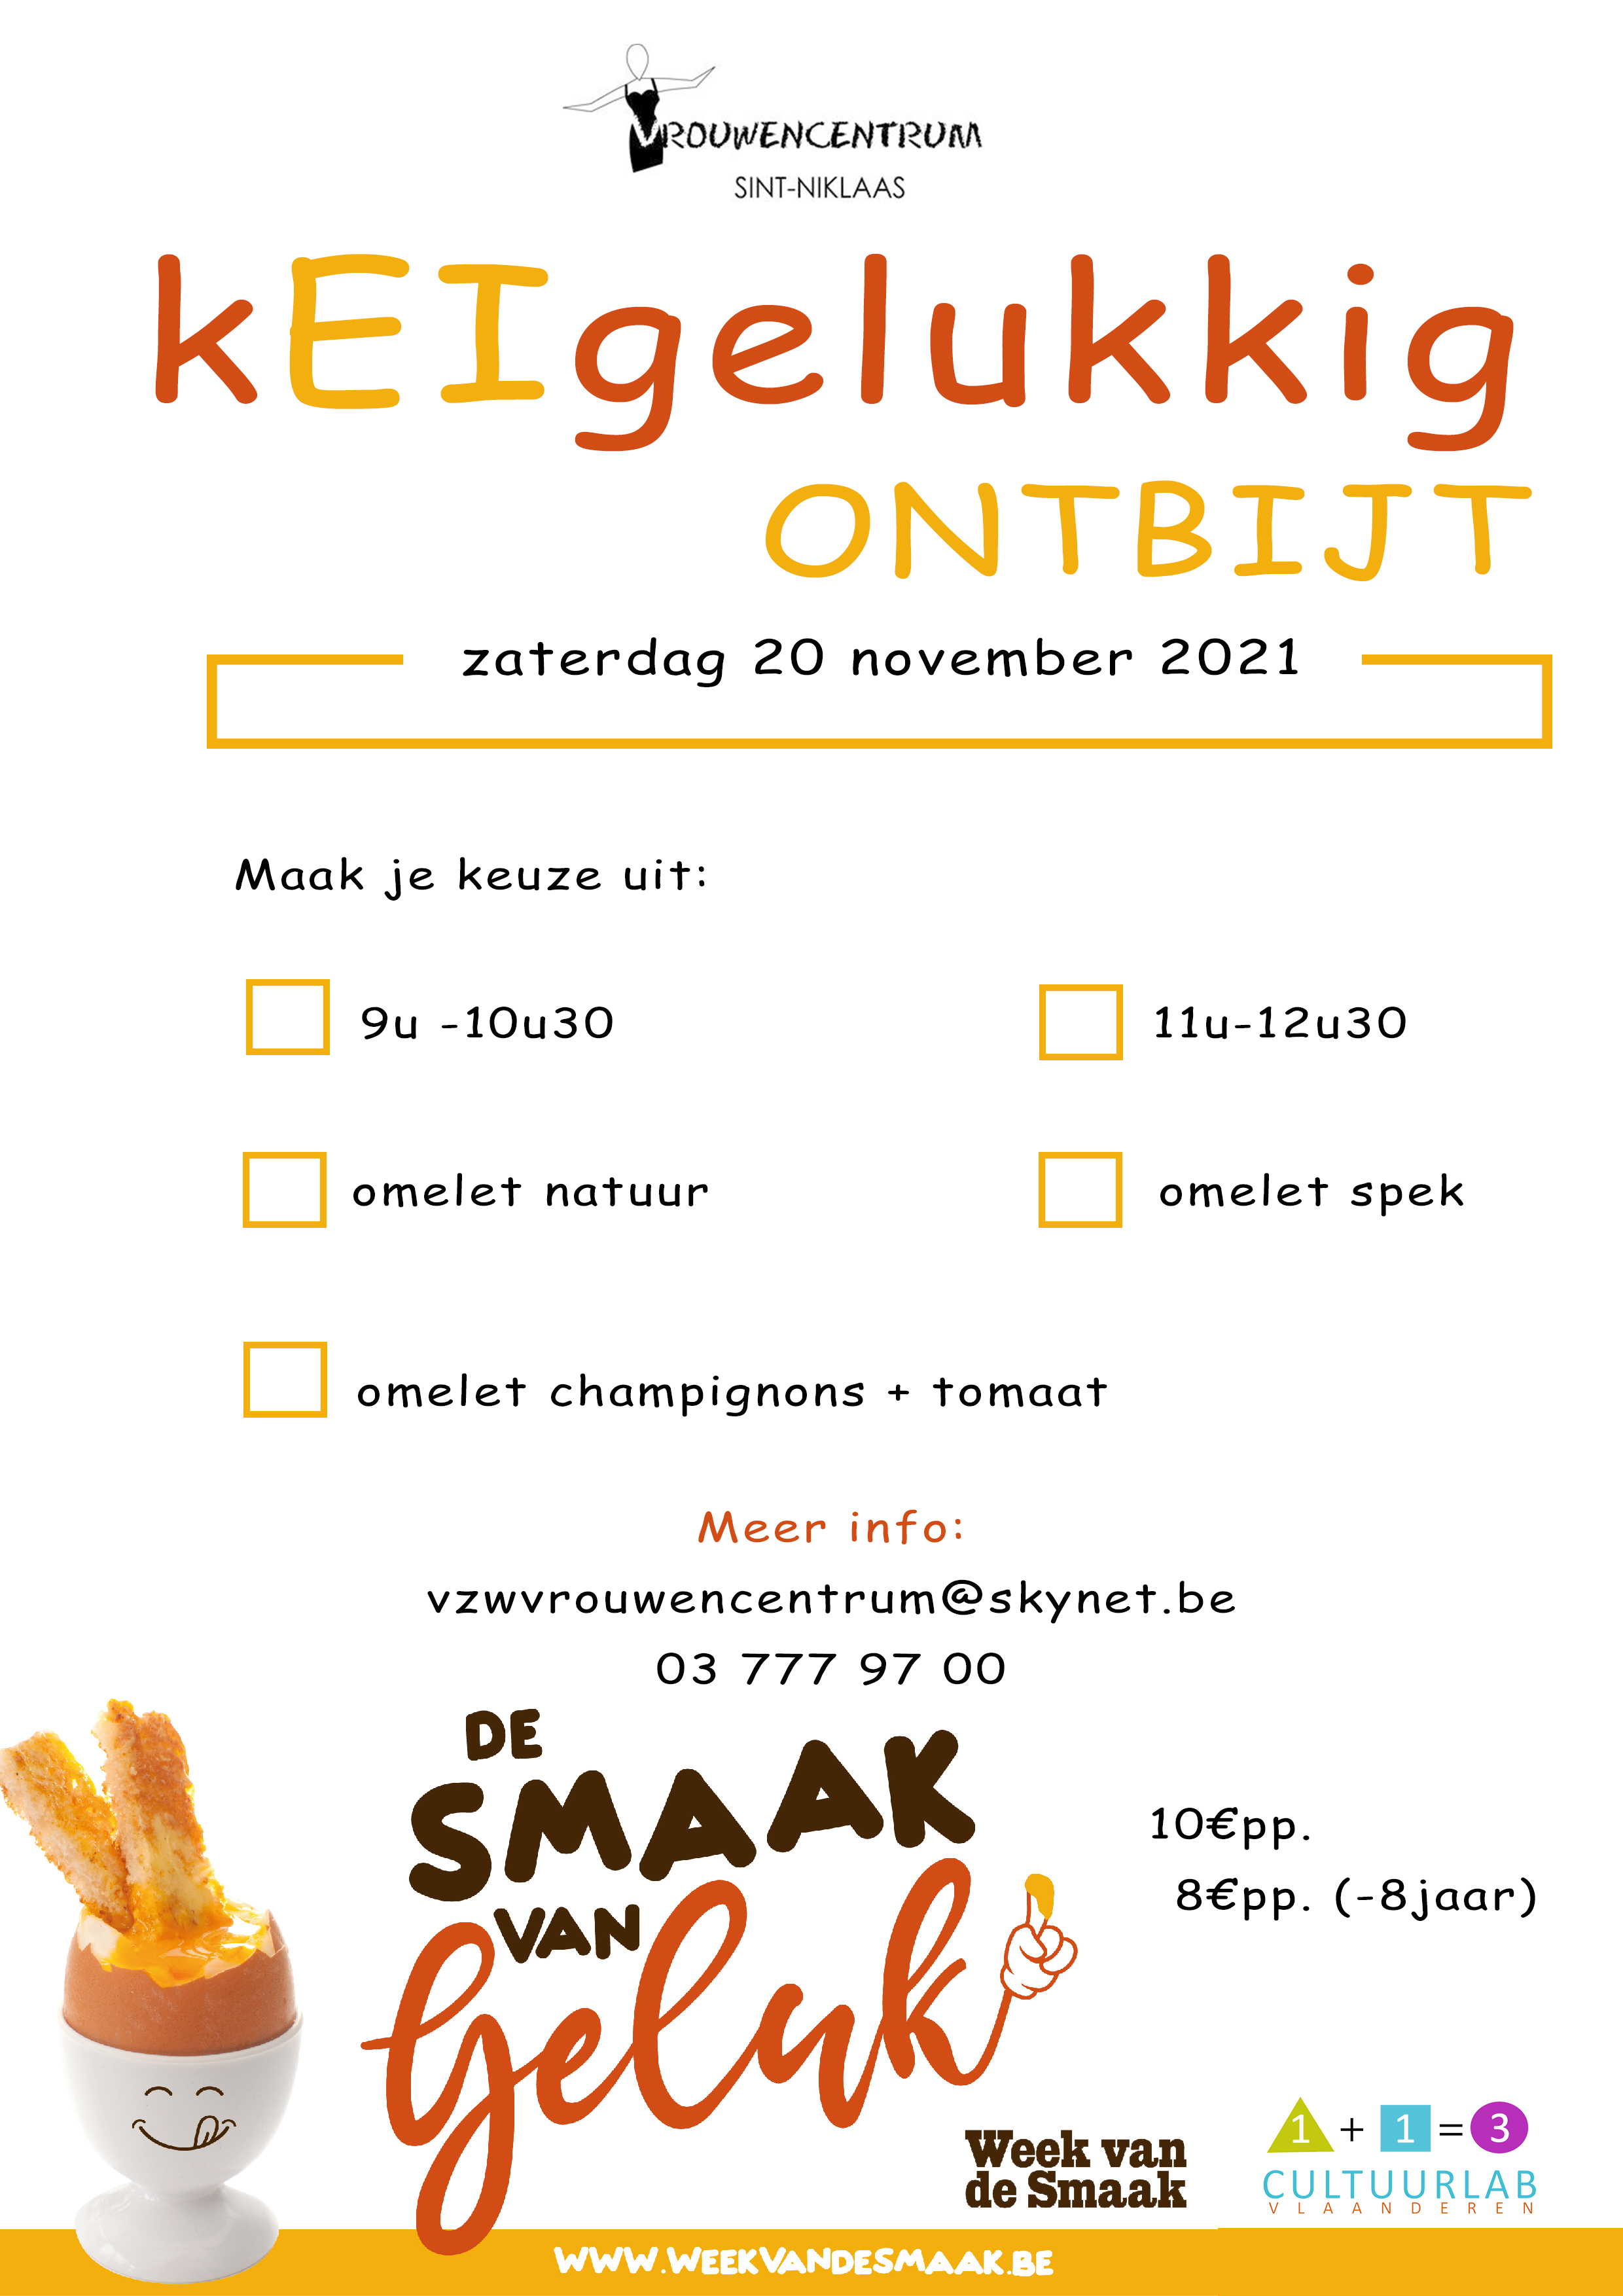 VROUWENCENTRUM
SINT-NIKLAAS
kEIgelukkig
ONTBIJT
zaterdag 20 november 2021
Maak je keuze uit:
9u -10u30
11u-12u30
omelet natuur
omelet spek
omelet champignons + tomaat
Meer info:
vzwvrouwencentrum@skynet.be
03 777 97 00
DE
SMAAK
VAN
Geluk
10€pp.
8€pp. (-8jaar)
Week van
de Smaak
1 + 1 = 3
CULTUURLAB
VLAANDEREN
WWW.WEEKVANDESMAAK.BE